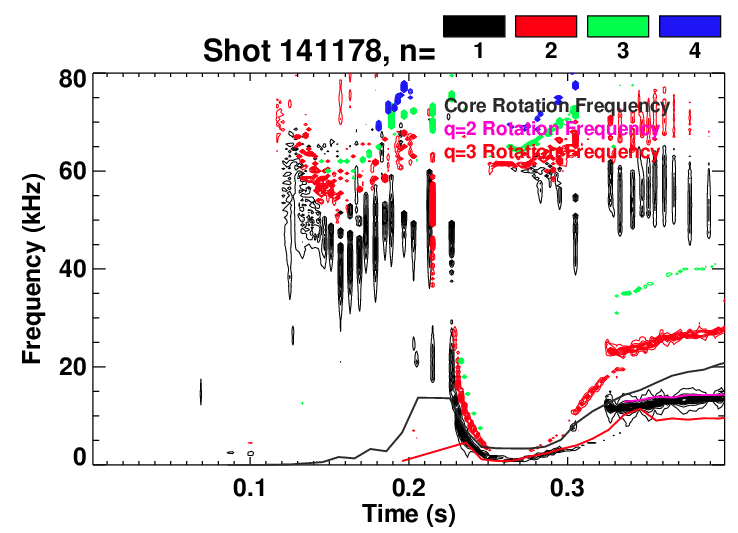 Shot 141178, n=
1 2 3 4
Core Rotation Frequency
q=2 Rotation Frequency
q=3 Rotation Frequency
80
60
40
20
0
Frequency (kHz)
0.1 0.2 0.3
Time (s)